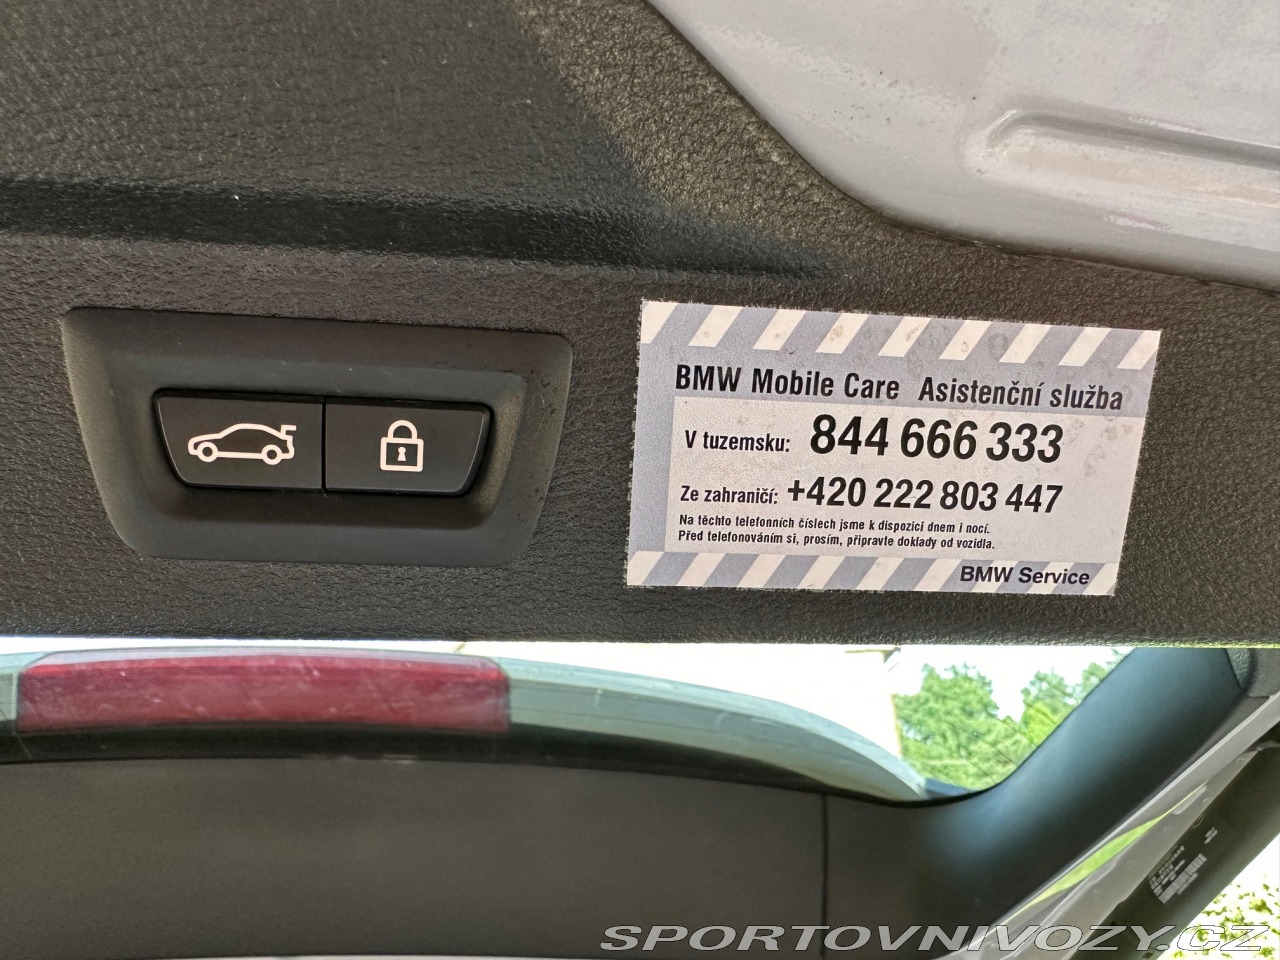 BMW Mobile Care Asistenční služba
V tuzemsku: 844 666 333
Ze zahraničí: +420 222 803 447
Na těchto telefonních číslech jsme k dispozici dnem i nocí.
Před telefonováním si, prosím, připravte doklady od vozidla.
BMW Service
SPORTOVNIVOZY.CZ